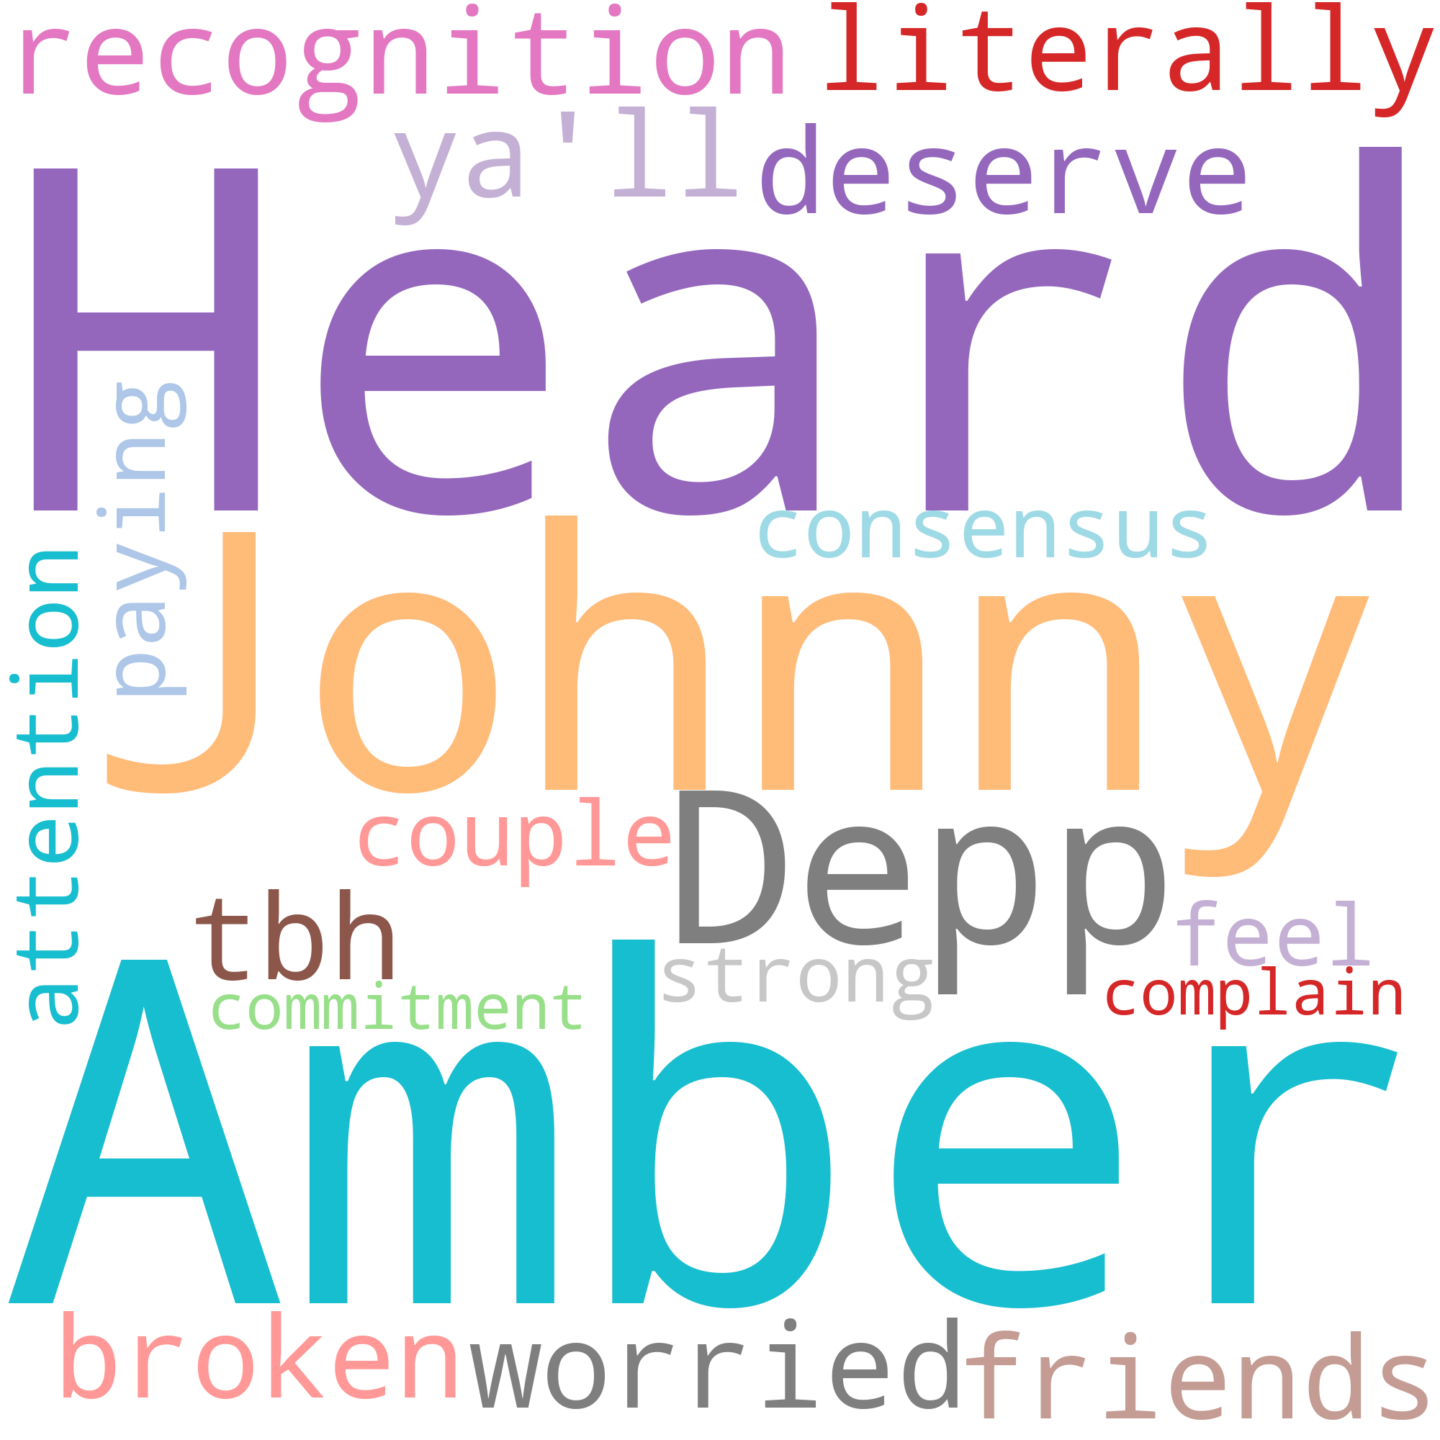 recognition literally
ya'll deserve
Heard
paying
consensus
attention
Johnny
couple Depp
tbh feel
commitment strong complain
Amber
broken worried friends